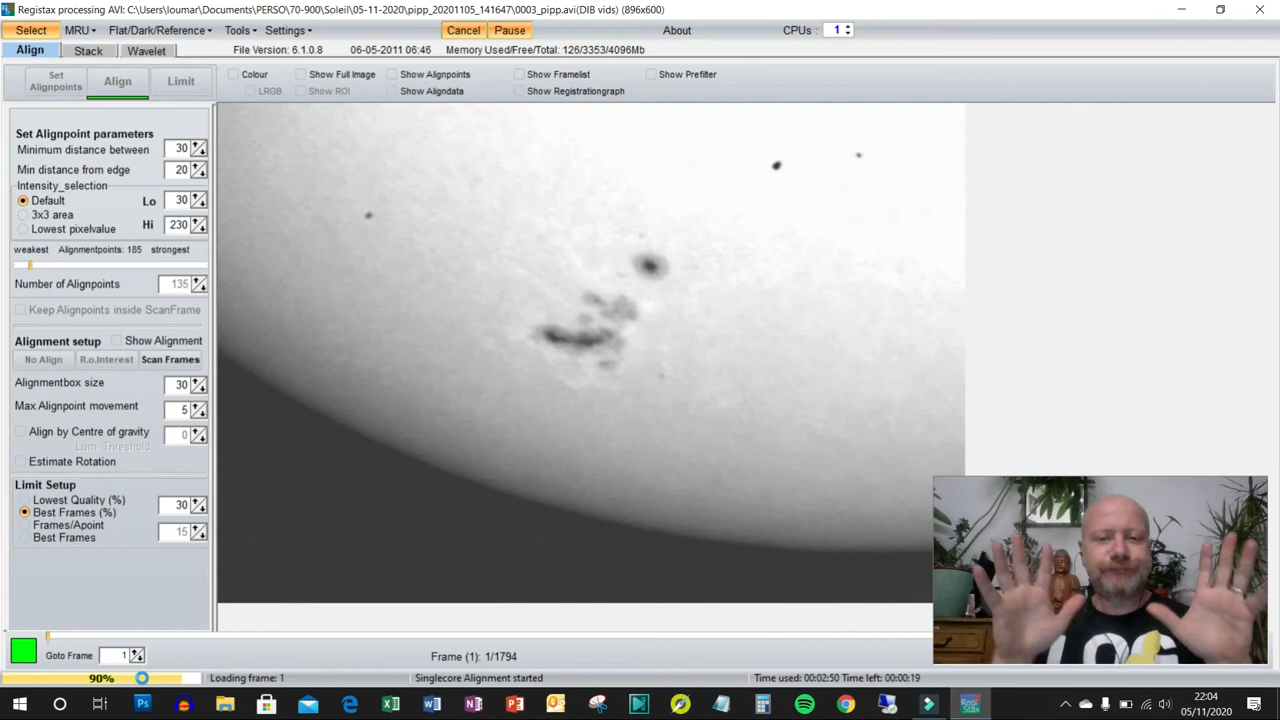 Registax processing AVI: C:\Users\loumar\Documents\PERSO\70-900\Soleil\05-11-2020\pipp_20201105_141647\0003_pipp.avi(DIB vids) (896x600)
Select MRU Flat/Dark/Reference Tools Settings Cancel Pause About CPUs: 1
Align Stack Wavelet File Version: 6.1.0.8 06-05-2011 06:46 Memory Used/Free/Total: 126/3353/4096Mb
Set Alignpoints Align Limit
Colour Show Full Image Show Alignpoints Show Framelist Show Prefilter
LRGB Show ROI Show Aligndata Show Registrationgraph
Set Alignpoint parameters
Minimum distance between 30
Min distance from edge 20
Intensity_selection
Default Lo 30
3x3 area
Hi 230
Lowest pixelvalue
weakest Alignmentpoints: 185 strongest
Number of Alignpoints 135
Keep Alignpoints inside ScanFrame
Alignment setup Show Alignment
No Align R.o.Interest Scan Frames
Alignmentbox size 30
Max Alignpoint movement 5
Align by Centre of gravity 0
Lum Threshold
Estimate Rotation
Limit Setup
Lowest Quality (%)
Best Frames (%) 30
Frames/Apoint
Best Frames 15
Goto Frame 1 Frame (1): 1/1794
90% Loading frame: 1 Singlecore Alignment started Time used: 00:02:50 Time left: 00:00:19
22:04
05/11/2020